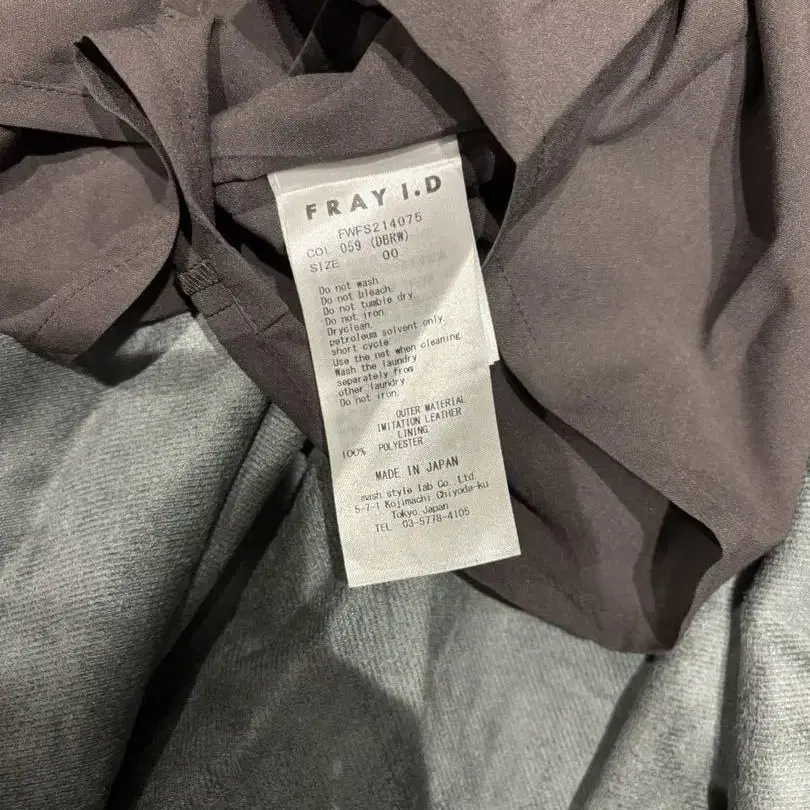 FRAY I.D
FWFS214075
COL 059 (DBRW)
SIZE 00
Do not wash
Do not bleach.
Do not tumble dry.
Do not iron.
Dryclean.
petroleum solvent only.
short cycle
Use the net when cleaning.
Wash the laundry
separately from
other laundry
Do not iron.
OUTER MATERIAL
IMITATION LEATHER
LINING
100% POLYESTER
MADE IN JAPAN
mash style lab Co. Ltd.
5-7-1 Kojimachi Chiyoda-ku
Tokyo Japan
TEL 03-5778-4105